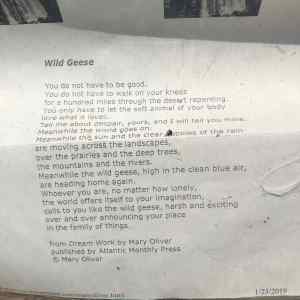 Wild Geese
You do not have to be good.
You do not have to walk on your knees
for a hundred miles through the desert repenting.
You only have to let the soft animal of your body
love what it loves.
Tell me about despair, yours, and I will tell you mine.
Meanwhile the world goes on.
Meanwhile the sun and the clear pebbles of the rain
are moving across the landscapes,
over the prairies and the deep trees,
the mountains and the rivers.
Meanwhile the wild geese, high in the clean blue air,
are heading home again.
Whoever you are, no matter how lonely,
the world offers itself to your imagination,
calls to you like the wild geese, harsh and exciting
over and over announcing your place
in the family of things.
from Dream Work by Mary Oliver
published by Atlantic Monthly Press
© Mary Oliver
1/23/2019